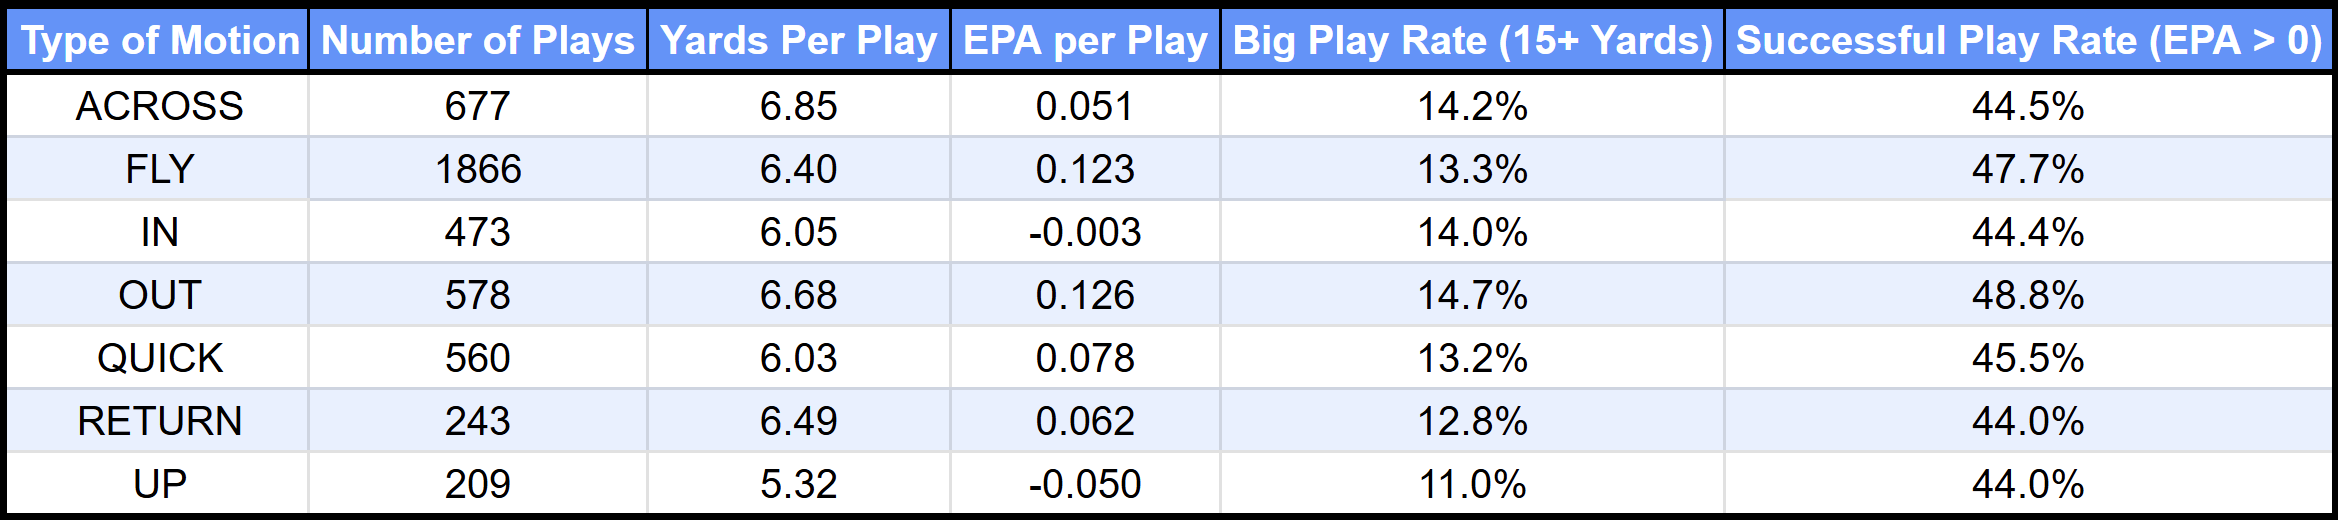 Type of Motion Number of Plays Yards Per Play EPA per Play Big Play Rate (15+ Yards) Successful Play Rate (EPA > 0)
ACROSS 677 6.85 0.051 14.2% 44.5%
FLY 1866 6.40 0.123 13.3% 47.7%
IN 473 6.05 -0.003 14.0% 44.4%
OUT 578 6.68 0.126 14.7% 48.8%
QUICK 560 6.03 0.078 13.2% 45.5%
RETURN 243 6.49 0.062 12.8% 44.0%
UP 209 5.32 -0.050 11.0% 44.0%